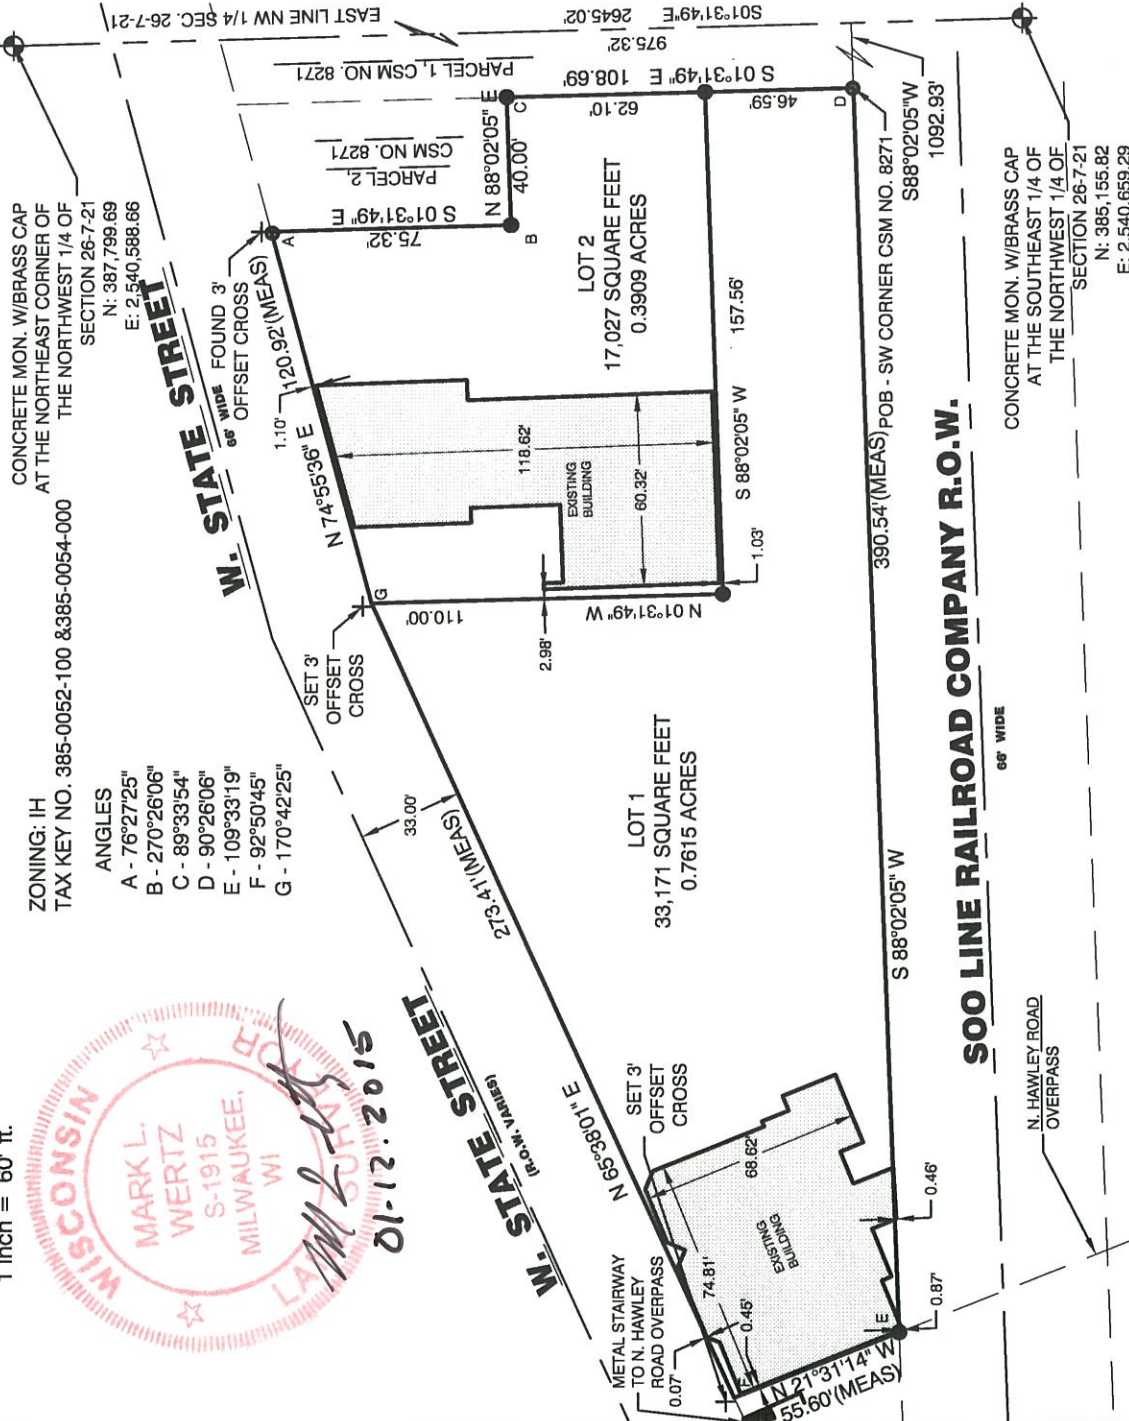 1 inch = 60' ft.
ZONING: IH
TAX KEY NO. 385-0052-100 &385-0054-000
ANGLES
A - 76°27'25"
B - 270°26'06"
C - 89°33'54"
D - 90°26'06"
E - 109°33'19"
F - 92°50'45"
G - 170°42'25"
WISCONSIN
MARK L.
WERTZ
S-1915
MILWAUKEE,
WI
LAND SURVEYOR
01-12-2015
CONCRETE MON. W/BRASS CAP
AT THE NORTHEAST CORNER OF
THE NORTHWEST 1/4 OF
SECTION 26-7-21
N: 387,799.69
E: 2,540,588.66
EAST LINE NW 1/4 SEC. 26-7-21
S01°31'49"E 2645.02'
975.32'
PARCEL 1, CSM NO. 8271
PARCEL 2,
CSM NO. 8271
W. STATE STREET
66' WIDE
FOUND 3'
OFFSET CROSS
A
S 01°31'49" E
75.32'
B
N 88°02'05" E
40.00'
C
S 01°31'49" E 108.69'
62.10'
46.59'
D
N 74°55'36" E
120.92'(MEAS)
1.10'
EXISTING
BUILDING
118.62'
60.32'
LOT 2
17,027 SQUARE FEET
0.3909 ACRES
157.56'
S 88°02'05" W
1.03'
G
110.00'
N 01°31'49" W
2.98'
SET 3'
OFFSET
CROSS
33.00'
273.41'(MEAS)
N 65°38'01" E
LOT 1
33,171 SQUARE FEET
0.7615 ACRES
W. STATE STREET
(R.O.W. VARIES)
SET 3'
OFFSET
CROSS
METAL STAIRWAY
TO N. HAWLEY
ROAD OVERPASS
0.07'
0.45'
74.81'
68.62'
EXISTING
BUILDING
F
N 21°31'14" W
55.60'(MEAS)
E
0.87'
0.46'
S 88°02'05" W
390.54'(MEAS)
POB - SW CORNER CSM NO. 8271
S88°02'05"W
1092.93'
SOO LINE RAILROAD COMPANY R.O.W.
66' WIDE
N. HAWLEY ROAD
OVERPASS
CONCRETE MON. W/BRASS CAP
AT THE SOUTHEAST 1/4 OF
THE NORTHWEST 1/4 OF
SECTION 26-7-21
N: 385,155.82
E: 2,540,659.29